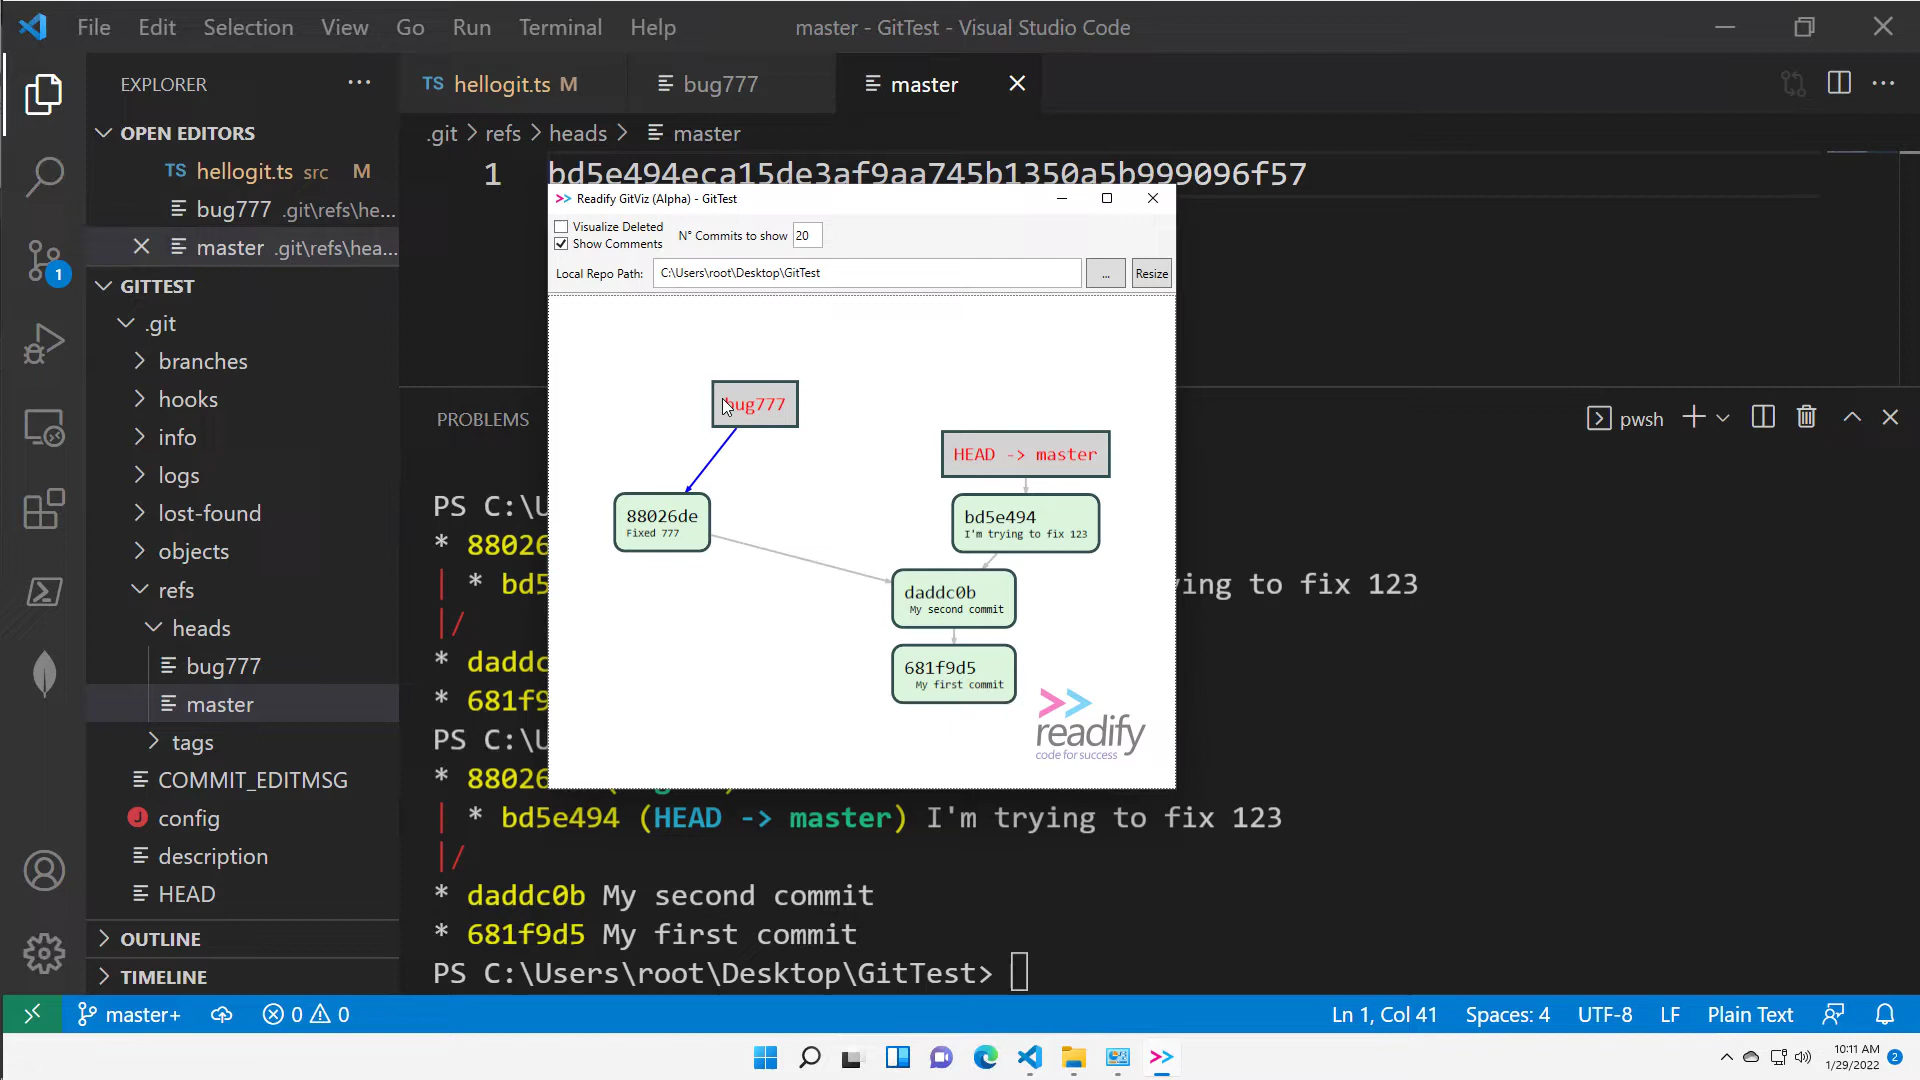 File Edit Selection View Go Run Terminal Help master - GitTest - Visual Studio Code
EXPLORER
TS hellogit.ts M
bug777
master
OPEN EDITORS
TS hellogit.ts src M
bug777 .git\refs\he...
master .git\refs\hea...
GITTEST
.git
branches
hooks
info
logs
lost-found
objects
refs
heads
bug777
master
tags
COMMIT_EDITMSG
config
description
HEAD
OUTLINE
TIMELINE
1
.git > refs > heads > master
1 bd5e494eca15de3af9aa745b1350a5b999096f57
Readify GitViz (Alpha) - GitTest
Visualize Deleted
Show Comments
N° Commits to show 20
Local Repo Path: C:\Users\root\Desktop\GitTest ... Resize
bug777
HEAD -> master
88026de
Fixed 777
bd5e494
I'm trying to fix 123
daddc0b
My second commit
681f9d5
My first commit
readify
code for success
PROBLEMS
pwsh
PS C:\U
* 88026
| * bd5 ying to fix 123
|/
* daddc
* 681f9
PS C:\U
* 88026
| * bd5e494 (HEAD -> master) I'm trying to fix 123
|/
* daddc0b My second commit
* 681f9d5 My first commit
PS C:\Users\root\Desktop\GitTest>
master+ 0 0 Ln 1, Col 41 Spaces: 4 UTF-8 LF Plain Text
10:11 AM
1/29/2022
2